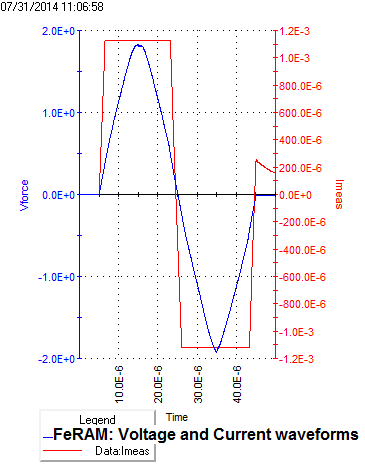 07/31/2014 11:06:58
2.0E+0
1.0E+0
0.0E+0
-1.0E+0
-2.0E+0
Vforce
1.2E-3
1.0E-3
800.0E-6
600.0E-6
400.0E-6
200.0E-6
0.0E+0
-200.0E-6
-400.0E-6
-600.0E-6
-800.0E-6
-1.0E-3
-1.2E-3
Imeas
10.0E-6
20.0E-6
30.0E-6
40.0E-6
Time
Legend
FeRAM: Voltage and Current waveforms
Data:Imeas